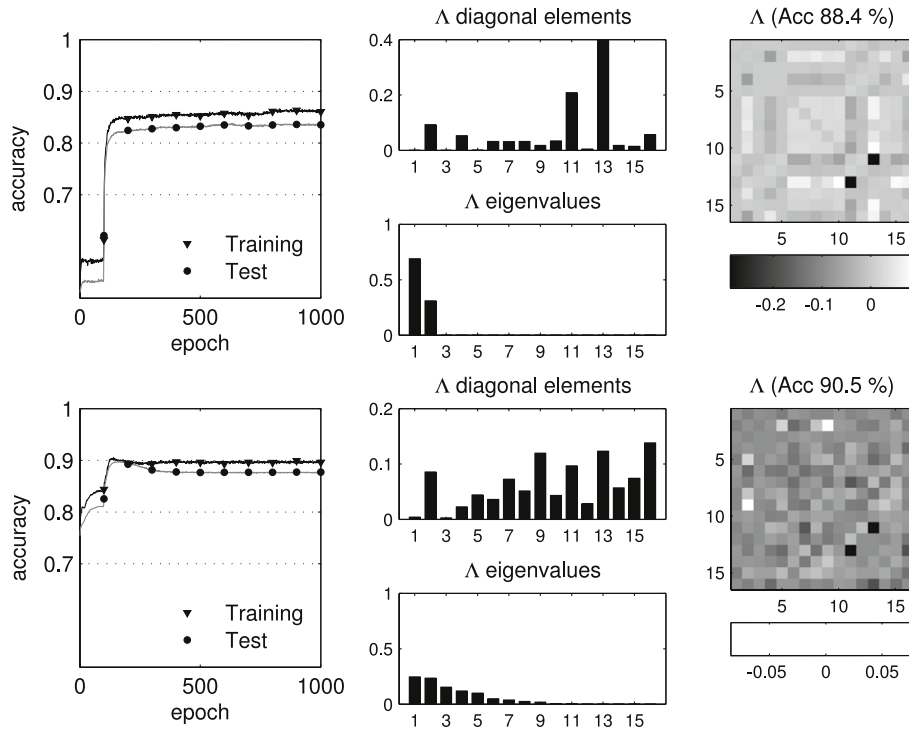 Λ diagonal elements
Λ (Acc 88.4 %)
1
0.9
0.8
0.7
accuracy
Training
Test
0
500
1000
epoch
0.4
0.2
0
1 3 5 7 9 11 13 15
Λ eigenvalues
1
0.5
0
1 3 5 7 9 11 13 15
5
10
15
5 10 15
-0.2 -0.1 0
Λ diagonal elements
Λ (Acc 90.5 %)
1
0.9
0.8
0.7
accuracy
Training
Test
0
500
1000
epoch
0.2
0.1
0
1 3 5 7 9 11 13 15
Λ eigenvalues
1
0.5
0
1 3 5 7 9 11 13 15
5
10
15
5 10 15
-0.05 0 0.05